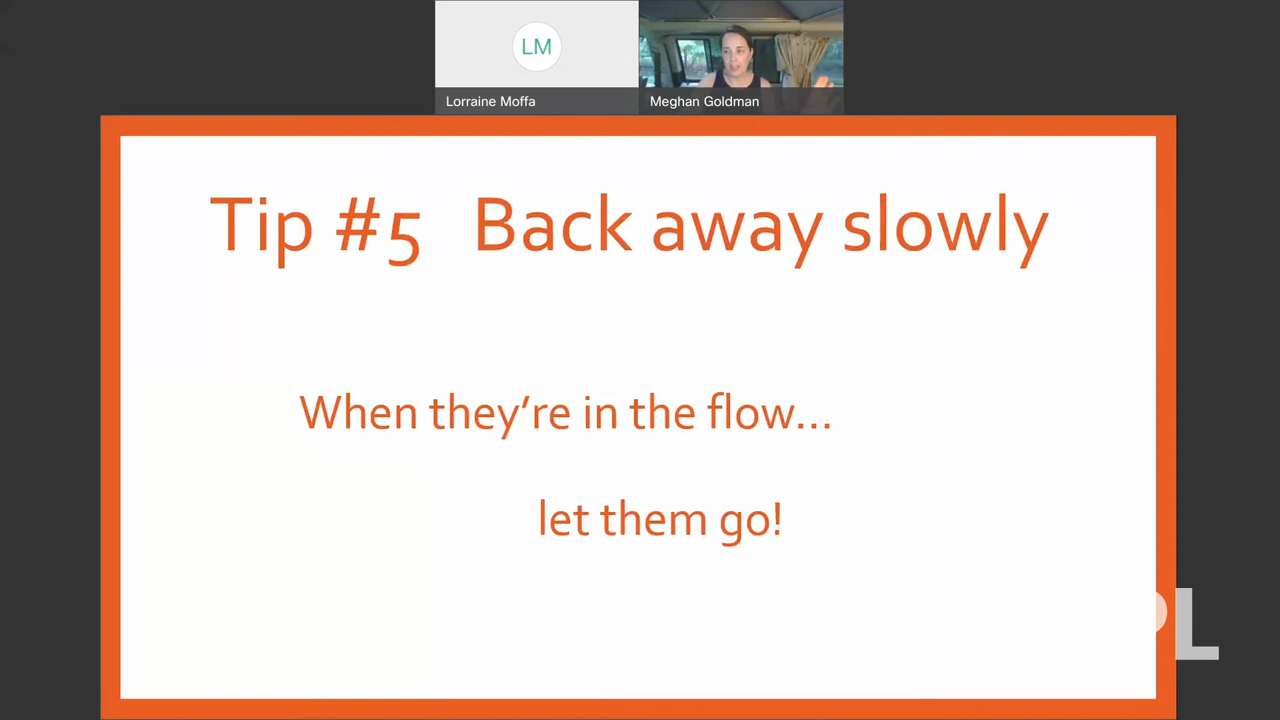 LM
Lorraine Moffa
Meghan Goldman
Tip #5 Back away slowly
When they’re in the flow...
let them go!
LCPL